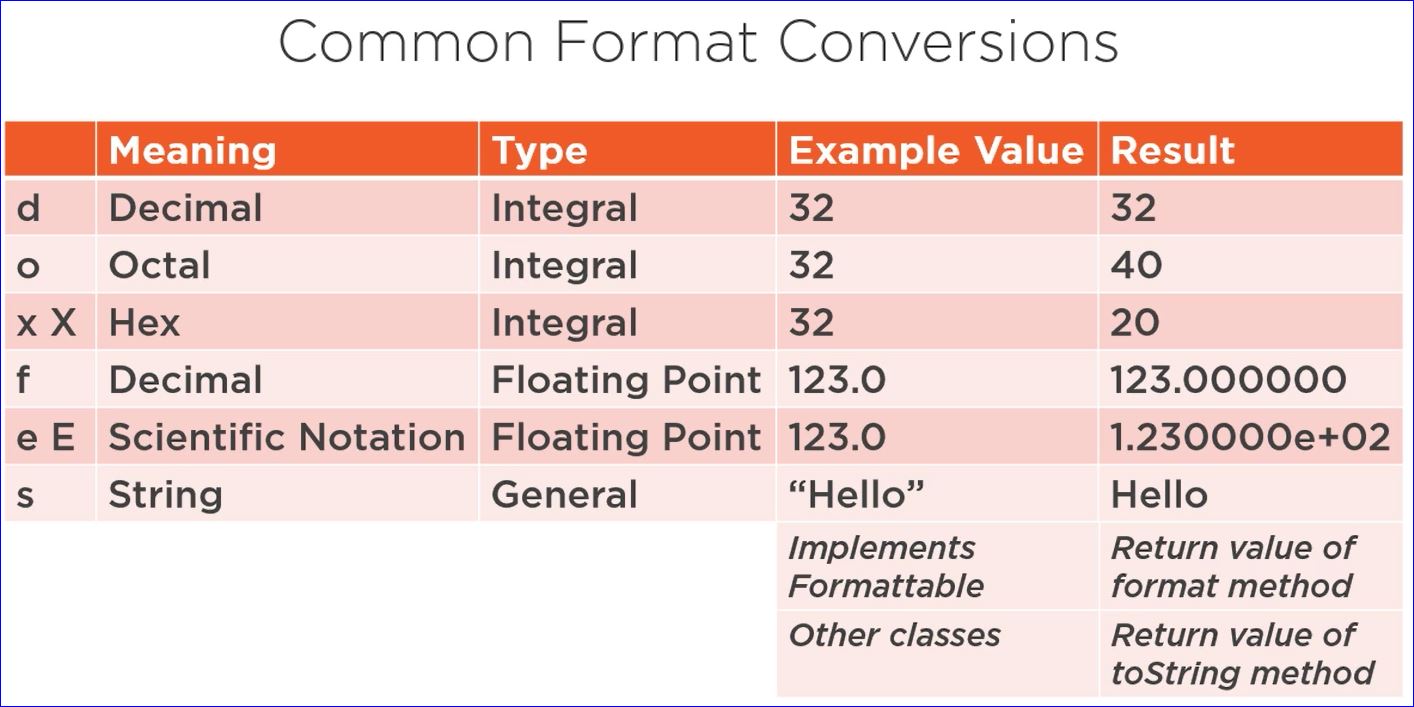 Common Format Conversions
Meaning Type Example Value Result
d Decimal Integral 32 32
o Octal Integral 32 40
x X Hex Integral 32 20
f Decimal Floating Point 123.0 123.000000
e E Scientific Notation Floating Point 123.0 1.230000e+02
s String General “Hello” Hello
Implements Return value of
Formattable format method
Other classes Return value of
toString method